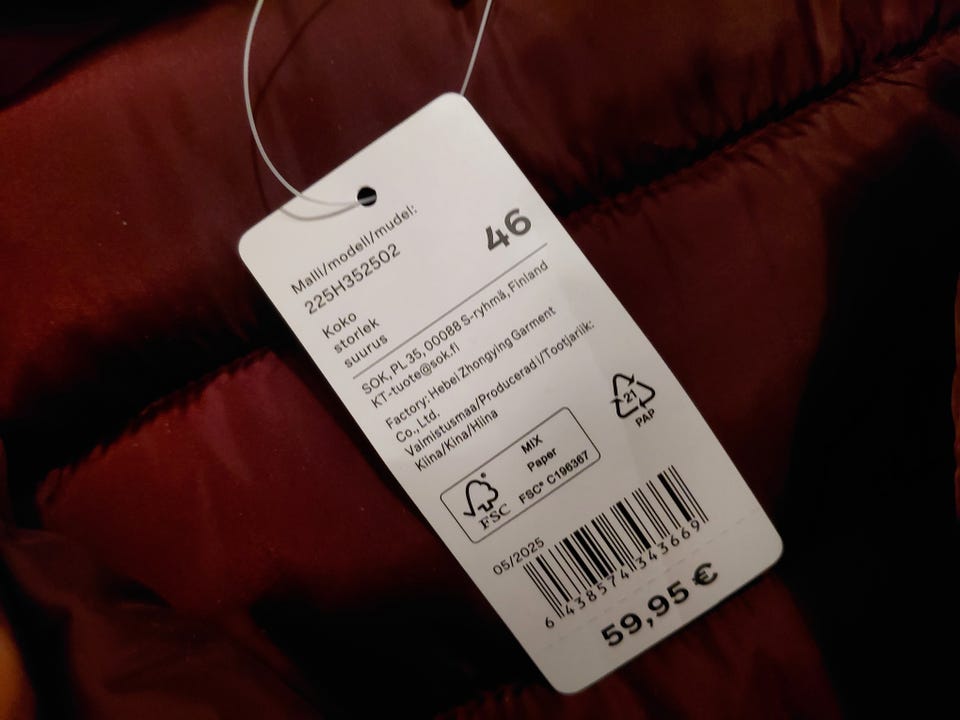 Malli/modell/mudel:
225H352502
Koko
storlek
suurus
46
SOK, PL 35, 00088 S-ryhmä, Finland
KT-tuote@sok.fi
Factory: Hebei Zhongying Garment
Co., Ltd.
Valmistusmaa/Producerad i/Tootjariik:
Kiina/Kina/Hiina
FSC
MIX
Paper
FSC® C196367
21
PAP
05/2025
6 438574 343669
59,95 €